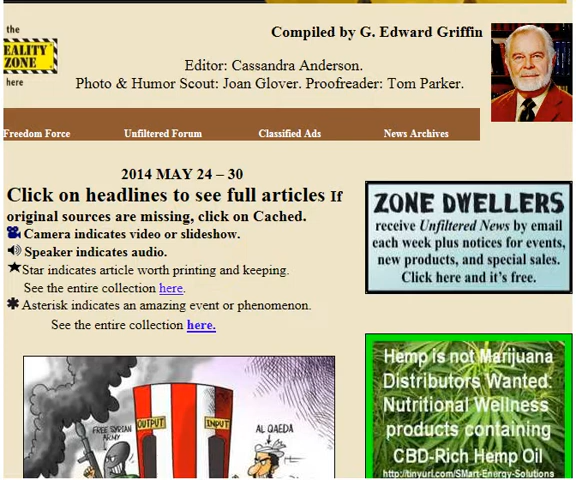 the
EALITY
ZONE
here
Compiled by G. Edward Griffin
Editor: Cassandra Anderson.
Photo & Humor Scout: Joan Glover. Proofreader: Tom Parker.
Freedom Force Unfiltered Forum Classified Ads News Archives
2014 MAY 24 – 30
Click on headlines to see full articles If
original sources are missing, click on Cached.
Camera indicates video or slideshow.
Speaker indicates audio.
Star indicates article worth printing and keeping.
See the entire collection here.
Asterisk indicates an amazing event or phenomenon.
See the entire collection here.
FREE SYRIAN
ARMY
OUTPUT
INPUT
AL QAEDA
ZONE DWELLERS
receive Unfiltered News by email
each week plus notices for events,
new products, and special sales.
Click here and it's free.
Hemp is not Marijuana
Distributors Wanted:
Nutritional Wellness
products containing
CBD-Rich Hemp Oil
http://tinyurl.com/SMart-Energy-Solutions